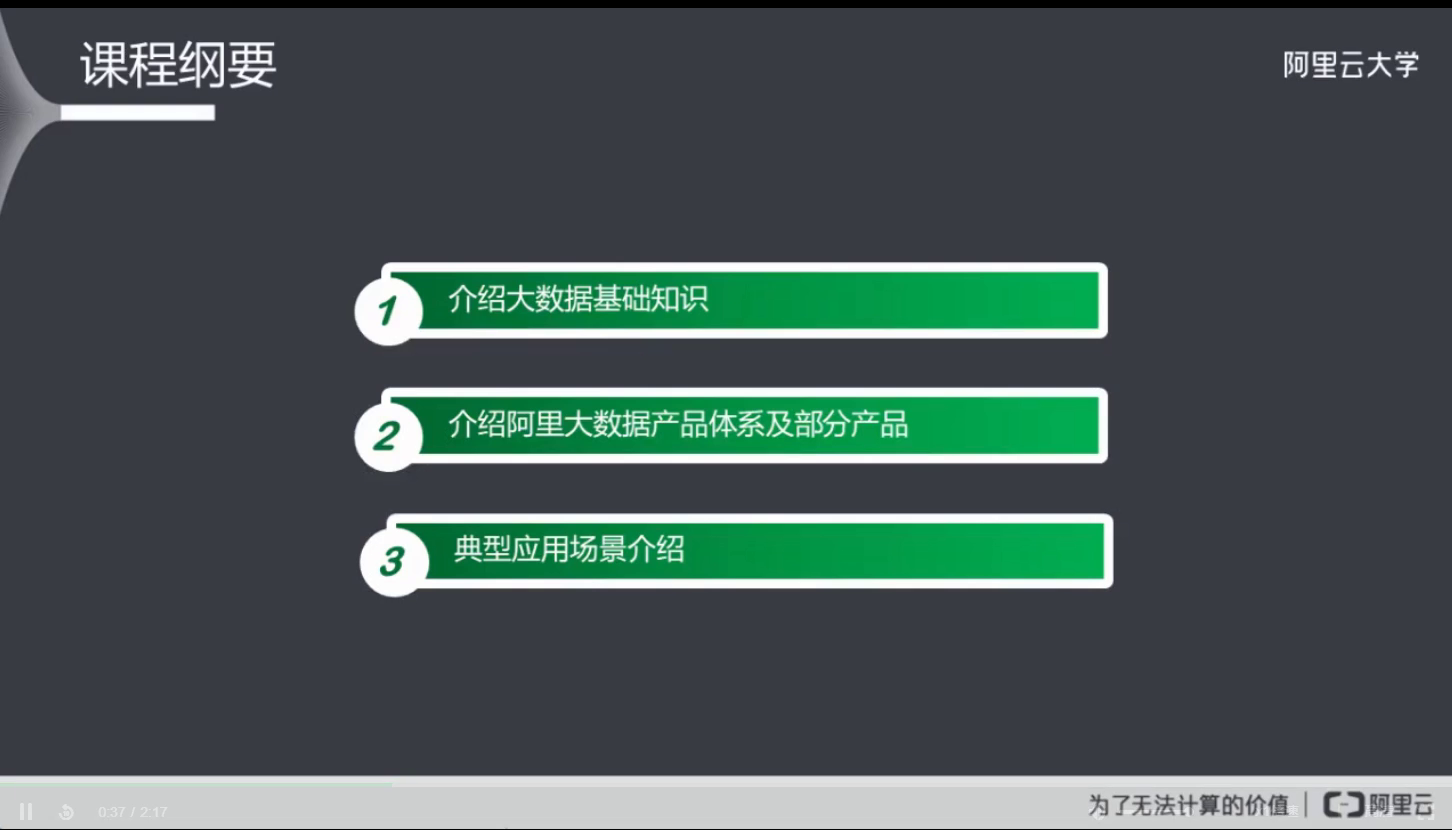 课程纲要
阿里云大学
1 介绍大数据基础知识
2 介绍阿里大数据产品体系及部分产品
3 典型应用场景介绍
0:37 / 2:17
为了无法计算的价值 | 阿里云